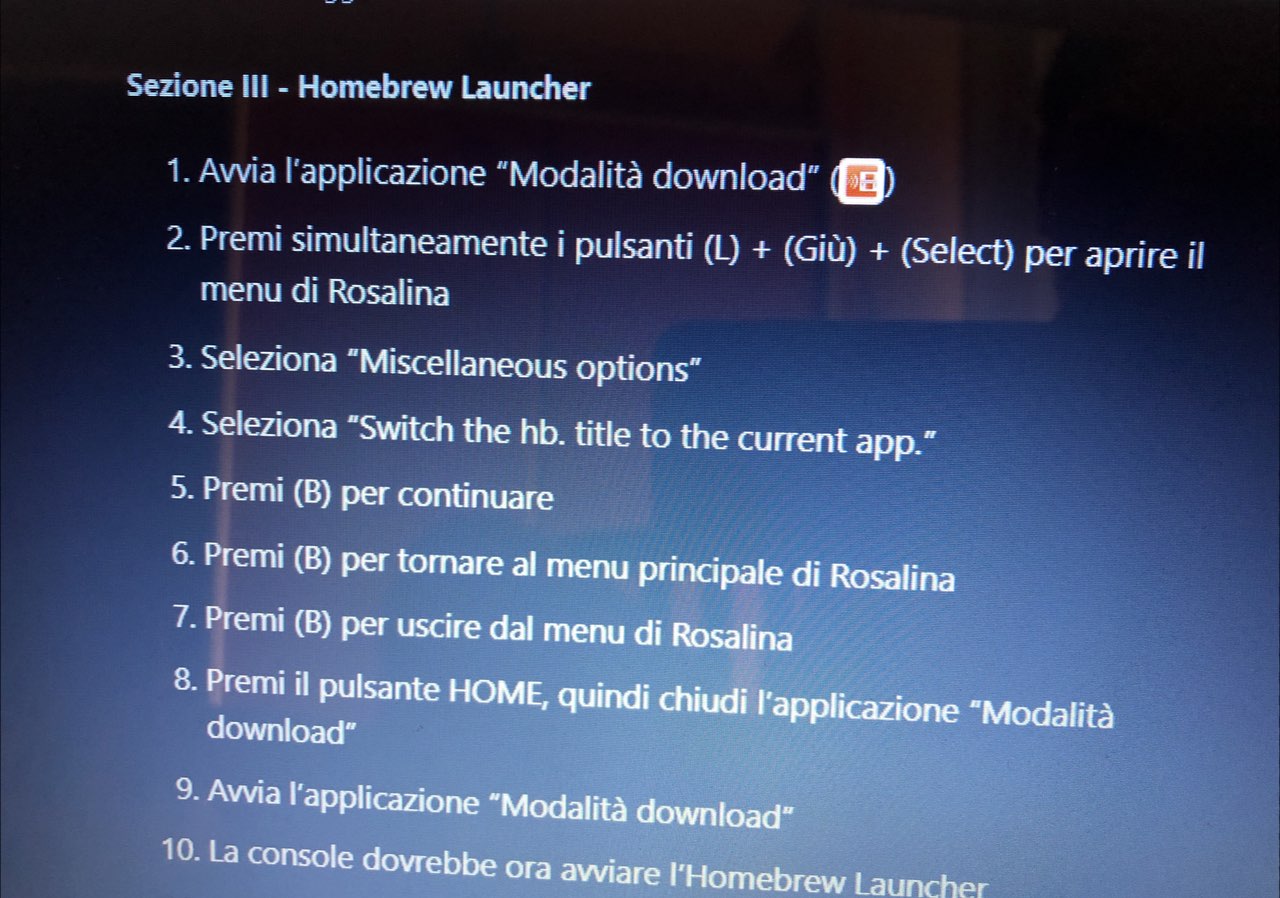 Sezione III - Homebrew Launcher
1. Avvia l'applicazione "Modalità download" ( )
2. Premi simultaneamente i pulsanti (L) + (Giù) + (Select) per aprire il
menu di Rosalina
3. Seleziona "Miscellaneous options"
4. Seleziona "Switch the hb. title to the current app."
5. Premi (B) per continuare
6. Premi (B) per tornare al menu principale di Rosalina
7. Premi (B) per uscire dal menu di Rosalina
8. Premi il pulsante HOME, quindi chiudi l'applicazione "Modalità
download"
9. Avvia l'applicazione "Modalità download"
10. La console dovrebbe ora avviare l'Homebrew Launcher